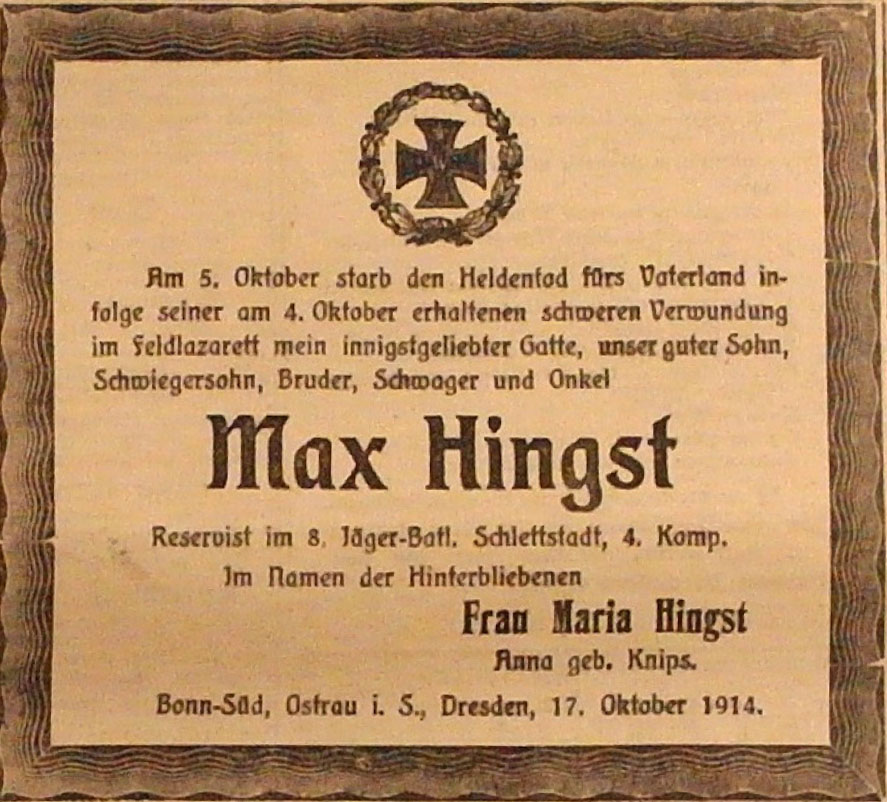 Am 5. Oktober starb den Heldentod fürs Vaterland in-
folge seiner am 4. Oktober erhaltenen schweren Verwundung
im Feldlazarett mein innigstgeliebter Gatte, unser guter Sohn,
Schwiegersohn, Bruder, Schwager und Onkel
Max Hingst
Reservist im 8. Jäger-Batl. Schlettstadt, 4. Komp.
Im Namen der Hinterbliebenen
Frau Maria Hingst
Anna geb. Knips.
Bonn-Süd, Ostrau i. S., Dresden, 17. Oktober 1914.